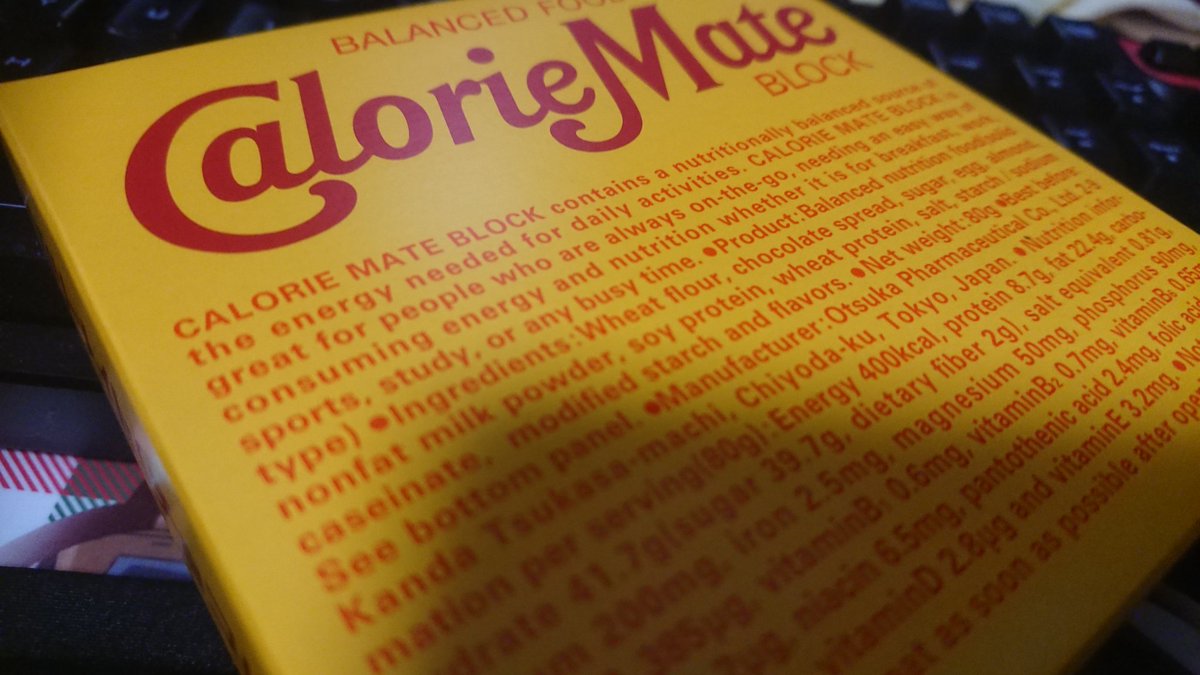 BALANCED FOOD
CalorieMate
BLOCK
CALORIE MATE BLOCK contains a nutritionally balanced source of
the energy needed for daily activities. CALORIE MATE BLOCK is
great for people who are always on-the-go, needing an easy way of
consuming energy and nutrition whether it is for breakfast, work,
sports, study, or any busy time. ●Product:Balanced nutrition food(solid
type) ●Ingredients:Wheat flour, chocolate spread, sugar, egg, almond,
nonfat milk powder, soy protein, wheat protein, salt, starch / sodium
caseinate, modified starch and flavors. ●Net weight:80g ●Best before:
See bottom panel. ●Manufacturer:Otsuka Pharmaceutical Co., Ltd. 2-9
Kanda Tsukasa-machi, Chiyoda-ku, Tokyo, Japan ●Nutrition infor-
mation per serving(80g):Energy 400kcal, protein 8.7g, fat 22.4g, carbo-
drate 41.7g(sugar 39.7g, dietary fiber 2g), salt equivalent 0.61g,
200mg, iron 2.5mg, magnesium 50mg, phosphorus 90mg,
385μg, vitaminB₁ 0.6mg, vitaminB₂ 0.7mg, vitaminB₆ 0.65
niacin 6.5mg, pantothenic acid 2.4mg, folic
vitaminD 2.8μg and vitaminE 3.2mg.
as soon as possible after